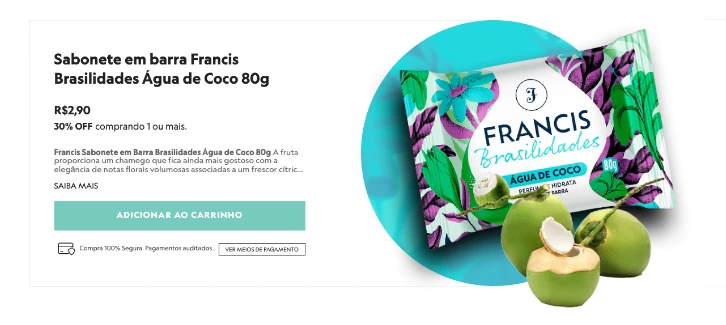 Sabonete em barra Francis
Brasilidades Água de Coco 80g
R$2,90
30% OFF comprando 1 ou mais.
Francis Sabonete em Barra Brasilidades Água de Coco 80g A fruta
proporciona um chamego que fica ainda mais gostoso com a
elegância de notas florais volumosas associadas a um frescor cítric...
SAIBA MAIS
ADICIONAR AO CARRINHO
Compra 100% Segura. Pagamentos auditados.
VER MEIOS DE PAGAMENTO
FRANCIS
Brasilidades
ÁGUA DE COCO
80g
HIDRATA
BARRA